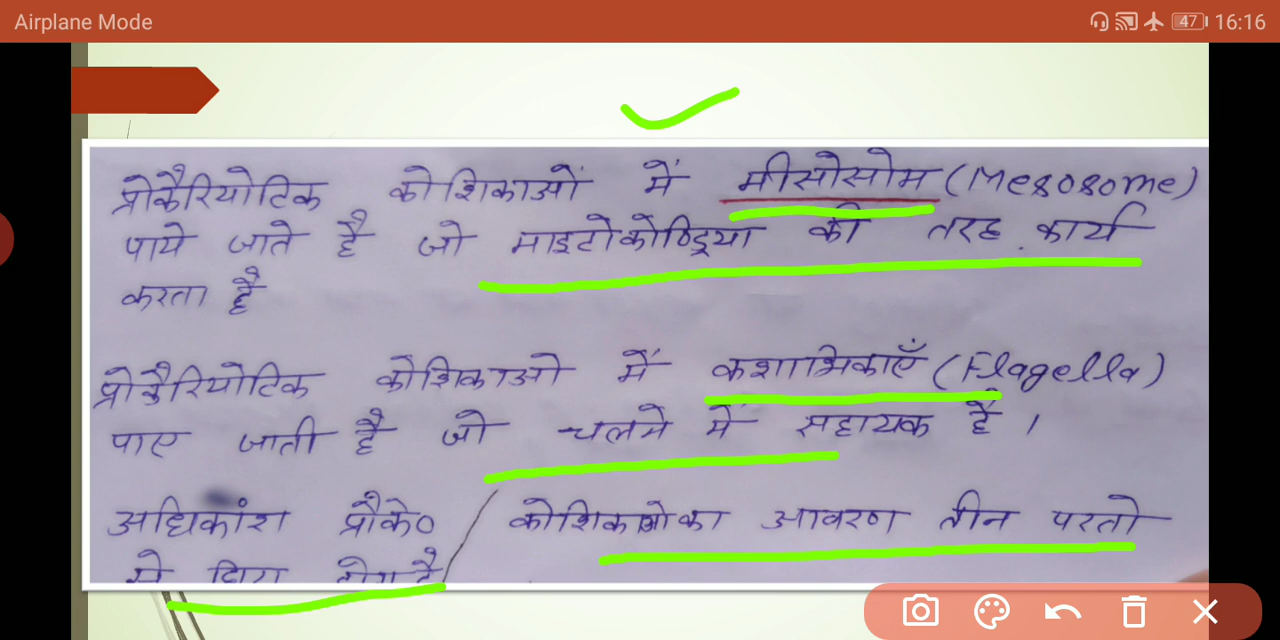 Airplane Mode
47 16:16
प्रोकैरियोटिक कोशिकाओं में मीसोसोम (Mesosome)
पाये जाते है जो माइटोकोण्ड्रिया की तरह कार्य
करता है
प्रोकैरियोटिक कोशिकाओ में कशाभिकाएँ (Flagella)
पाए जाती है जो चलने में सहायक है ।
अधिकांश प्रौके० कोशिकाओ का आवरण तीन परतो
से